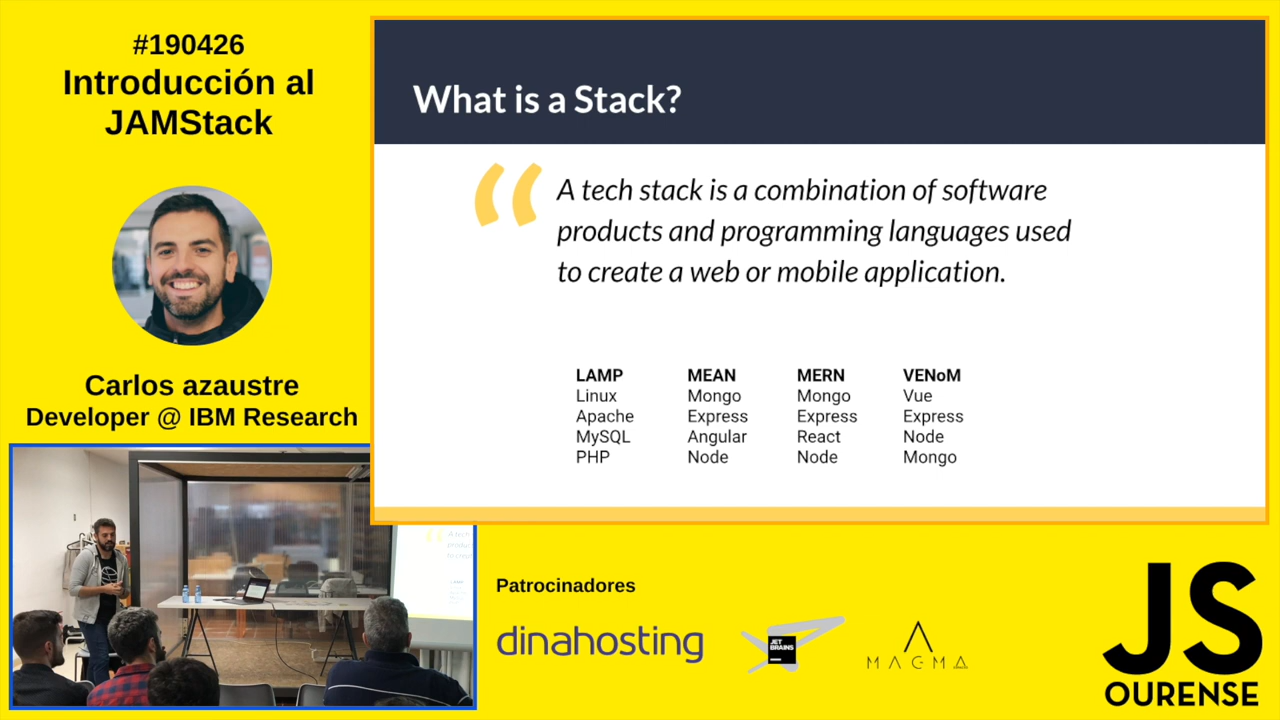 #190426
Introducción al
JAMStack
Carlos azaustre
Developer @ IBM Research
What is a Stack?
“
A tech stack is a combination of software
products and programming languages used
to create a web or mobile application.
LAMP
Linux
Apache
MySQL
PHP
MEAN
Mongo
Express
Angular
Node
MERN
Mongo
Express
React
Node
VENoM
Vue
Express
Node
Mongo
A tech
Patrocinadores
dinahosting
JET
BRAINS
MAGMA
JS
OURENSE